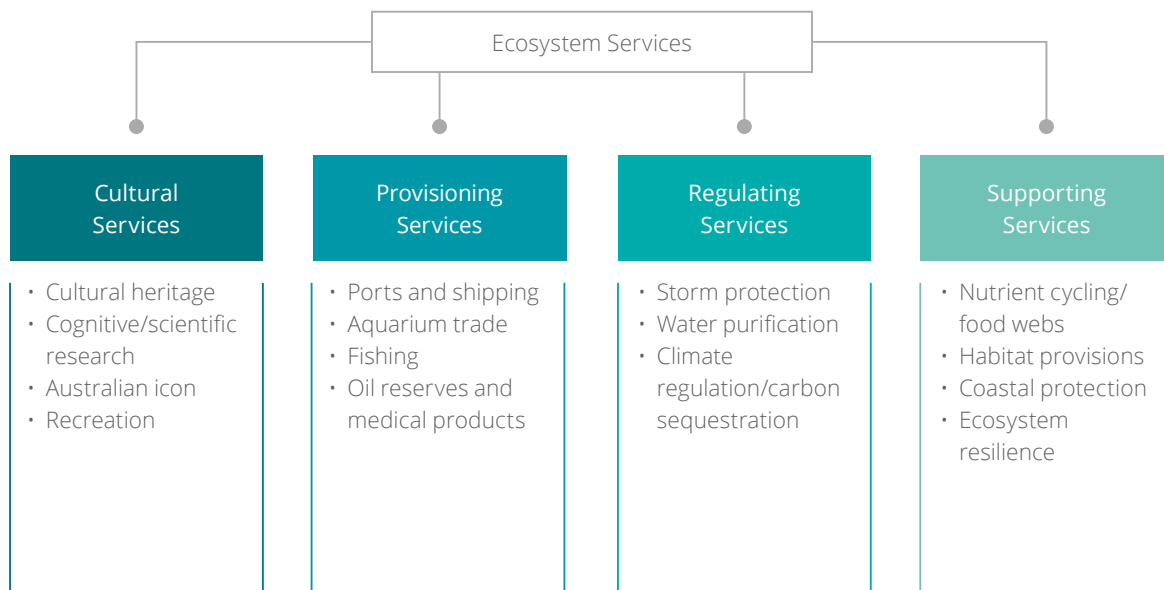 Ecosystem Services
Cultural
Services
• Cultural heritage
• Cognitive/scientific
research
• Australian icon
• Recreation
Provisioning
Services
• Ports and shipping
• Aquarium trade
• Fishing
• Oil reserves and
medical products
Regulating
Services
• Storm protection
• Water purification
• Climate
regulation/carbon
sequestration
Supporting
Services
• Nutrient cycling/
food webs
• Habitat provisions
• Coastal protection
• Ecosystem
resilience